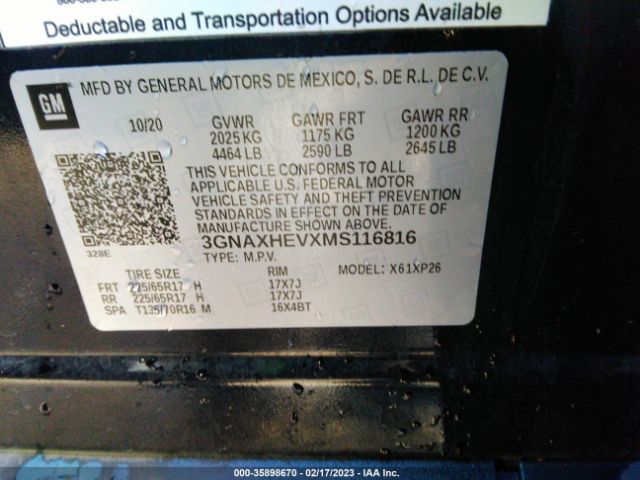 Deductible and Transportation Options Available.
GM
MFD BY GENERAL MOTORS DE MEXICO, S. DE R.L. DE C.V.
10/20 GVWR GAWR FRT GAWR RR
2025 KG 1175 KG 1200 KG
4464 LB 2590 LB 2645 LB
THIS VEHICLE CONFORMS TO ALL
APPLICABLE U.S. FEDERAL MOTOR
VEHICLE SAFETY AND THEFT PREVENTION
STANDARDS IN EFFECT ON THE DATE OF
MANUFACTURE SHOWN ABOVE.
328E 3GNAXHEVXMS116816
TYPE: M.P.V. MODEL: X61XP26
TIRE SIZE RIM
FRT 225/65R17 H 17X7J
RR 225/65R17 H 17X7J
SPA T135/70R16 M 16X4BT
000-35898670 - 02/17/2023 - IAA Inc.